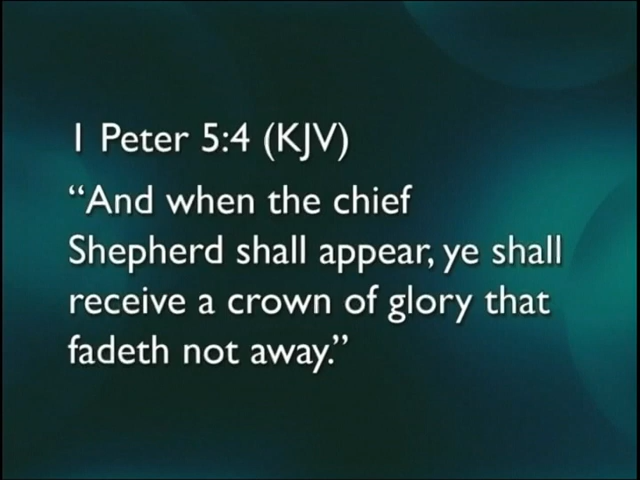 1 Peter 5:4 (KJV)
“And when the chief
Shepherd shall appear, ye shall
receive a crown of glory that
fadeth not away.”